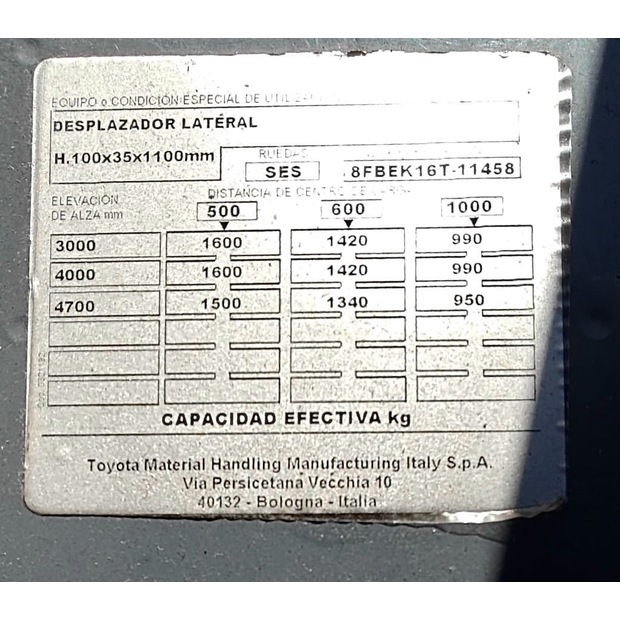 EQUIPO o CONDICIÓN ESPECIAL DE
DESPLAZADOR LATÉRAL
H.100x35x1100mm
RUEDAS
SES
8FBEK16T-11458
ELEVACIÓN
DE ALZA mm
DISTANCIA DE CENTRO DE
500 600 1000
3000 1600 1420 990
4000 1600 1420 990
4700 1500 1340 950
CAPACIDAD EFECTIVA kg
Toyota Material Handling Manufacturing Italy S.p.A.
Via Persicetana Vecchia 10
40132 - Bologna - Italia